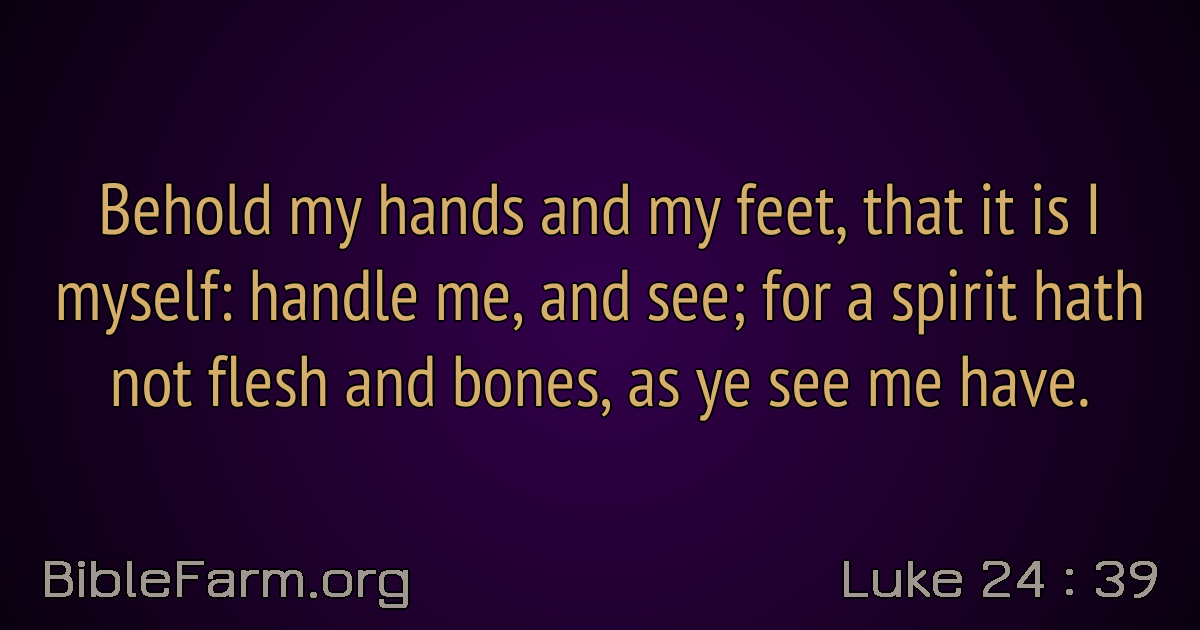 Behold my hands and my feet, that it is I
myself: handle me, and see; for a spirit hath
not flesh and bones, as ye see me have.
BibleFarm.org
Luke 24 : 39